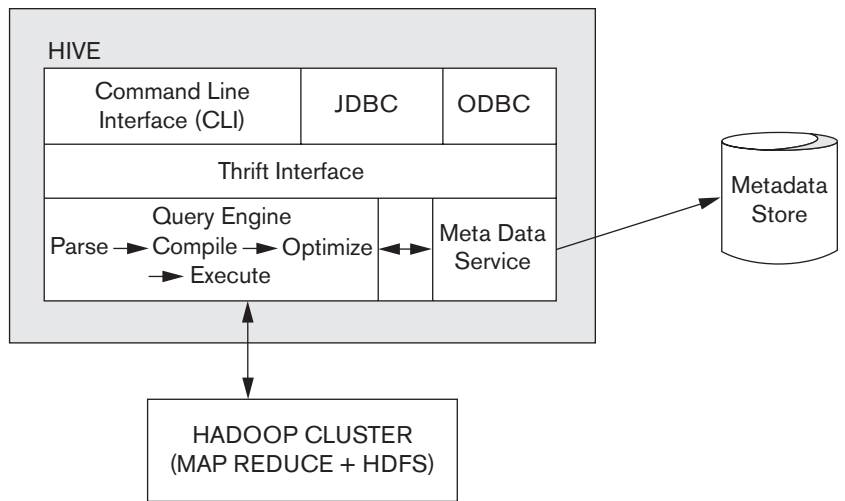 HIVE
Command Line
Interface (CLI)
JDBC
ODBC
Thrift Interface
Query Engine
Parse Compile Optimize
Execute
Meta Data
Service
Metadata
Store
HADOOP CLUSTER
(MAP REDUCE + HDFS)